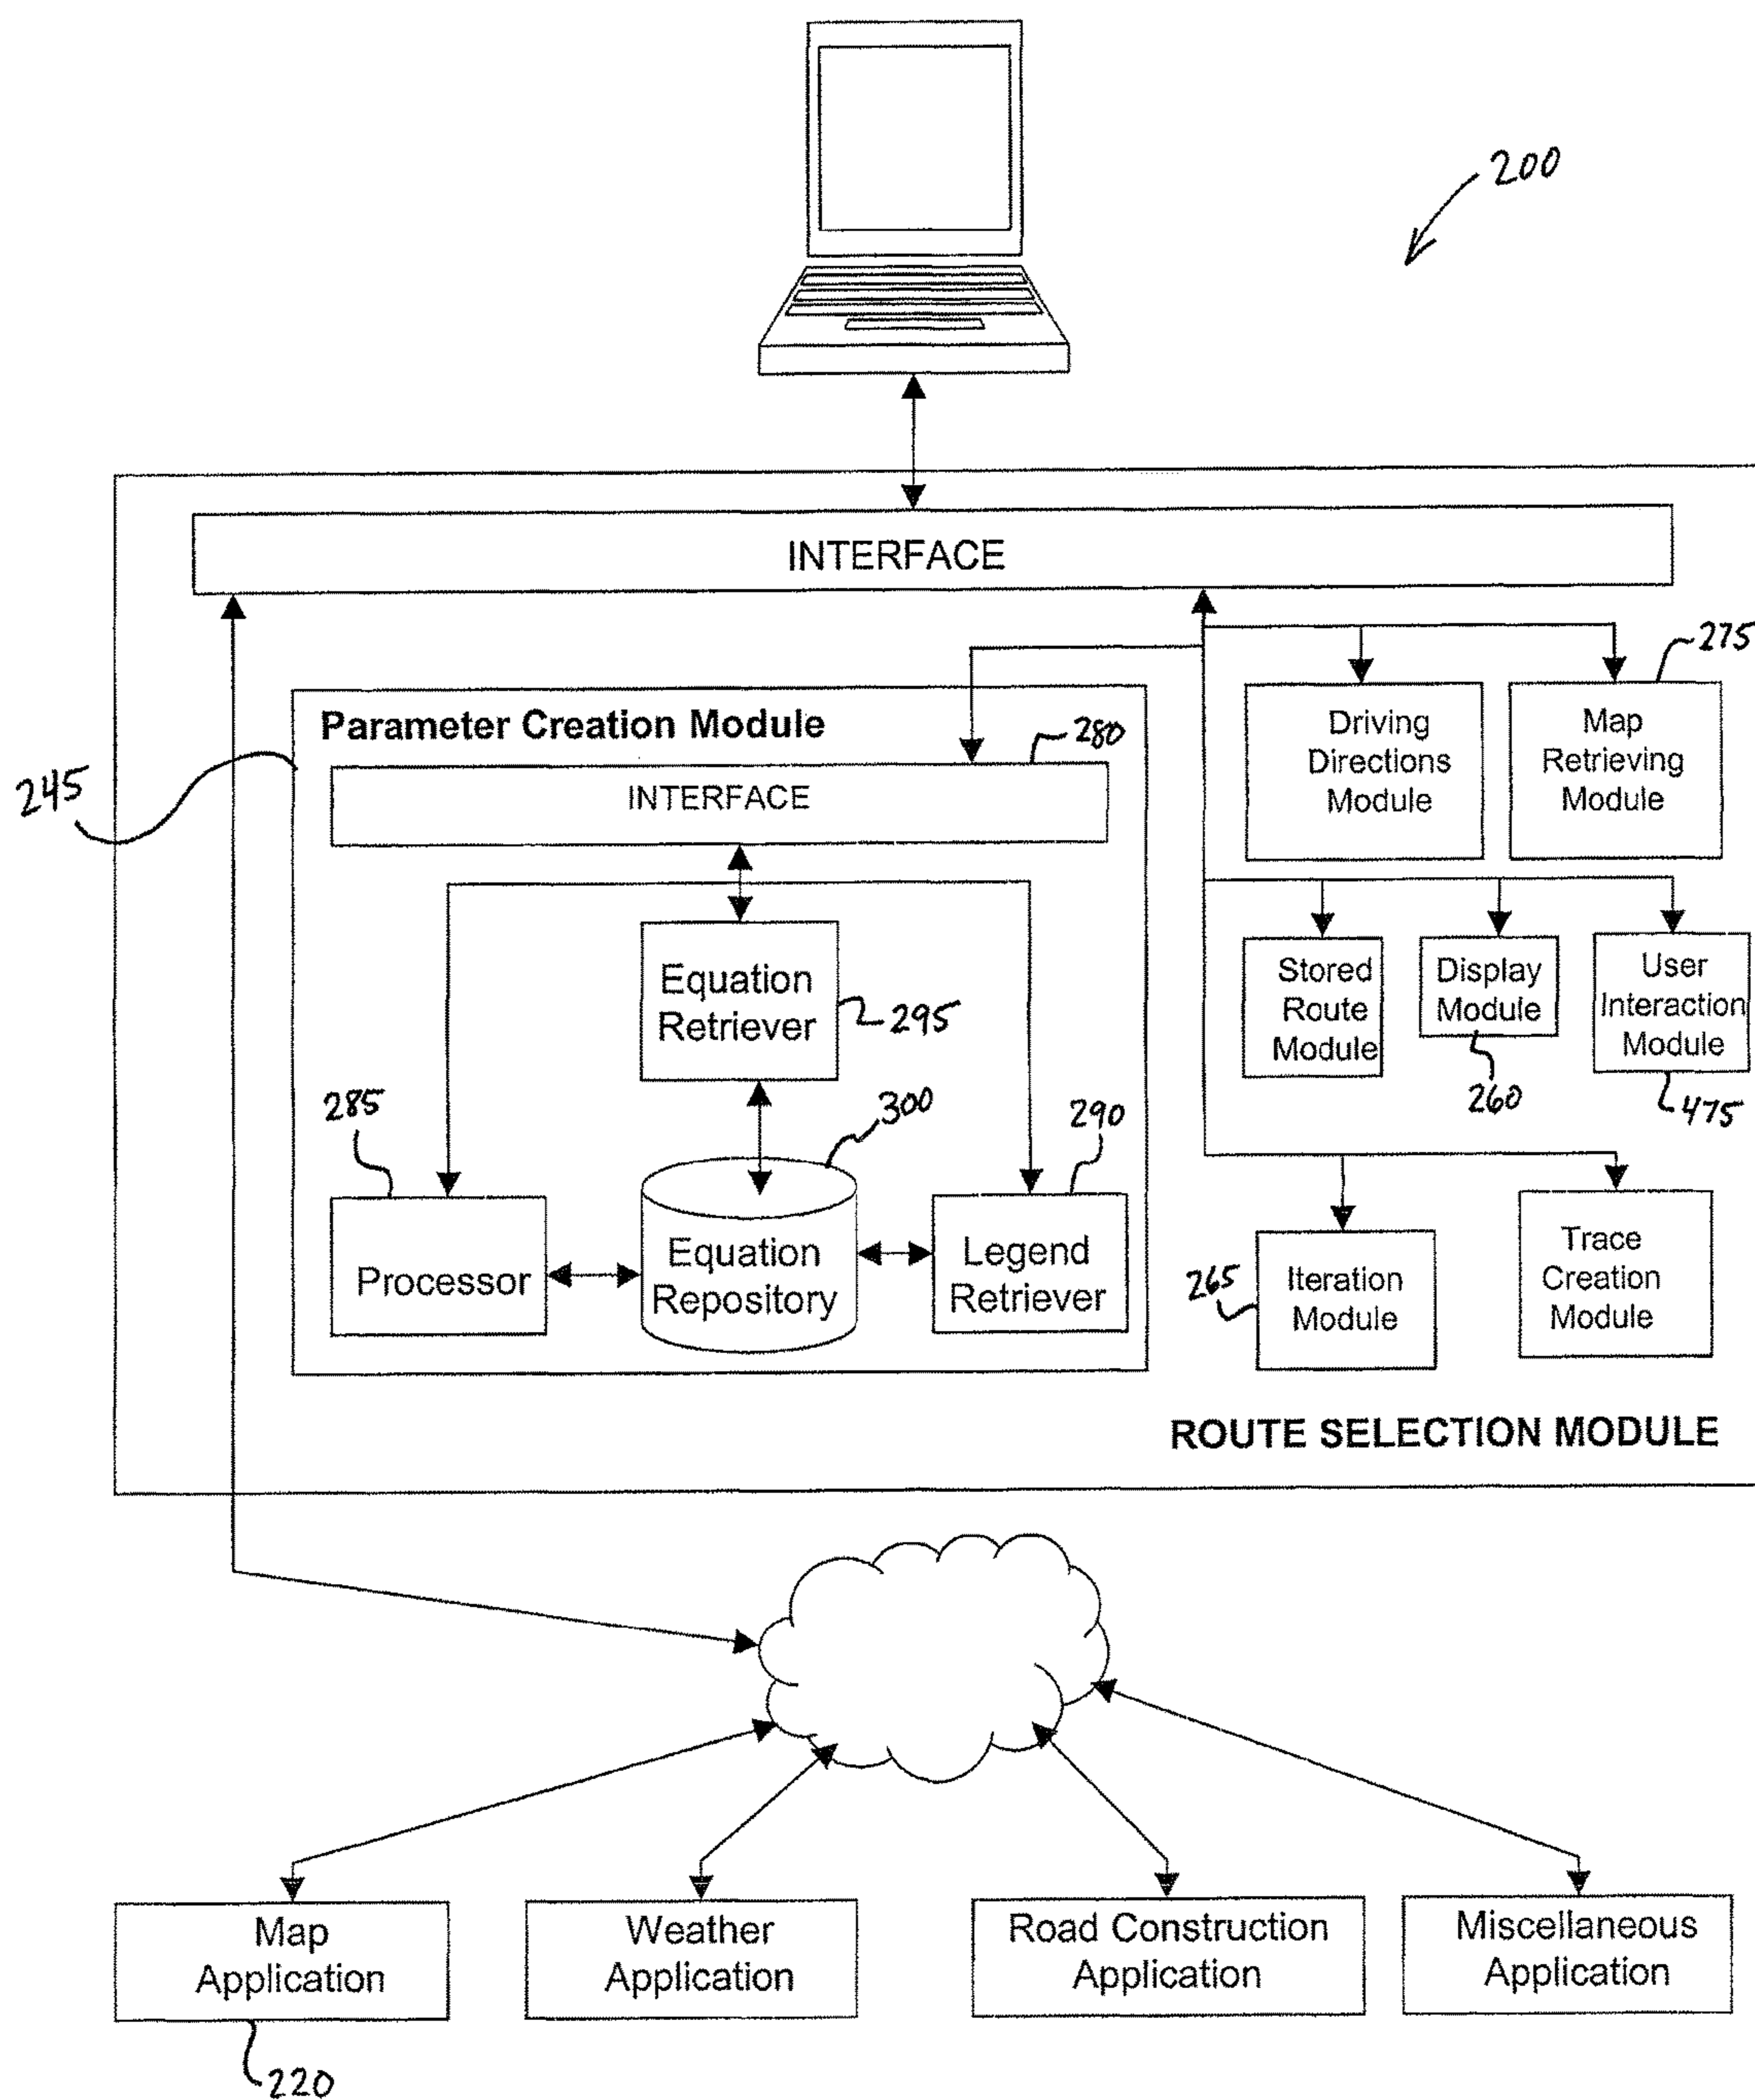 200
INTERFACE
275
Parameter Creation Module
280
245
INTERFACE
Driving
Directions
Module
Map
Retrieving
Module
Equation
Retriever
295
Stored
Route
Module
Display
Module
260
User
Interaction
Module
475
285
300
290
Processor
Equation
Repository
Legend
Retriever
265
Iteration
Module
Trace
Creation
Module
ROUTE SELECTION MODULE
Map
Application
220
Weather
Application
Road Construction
Application
Miscellaneous
Application